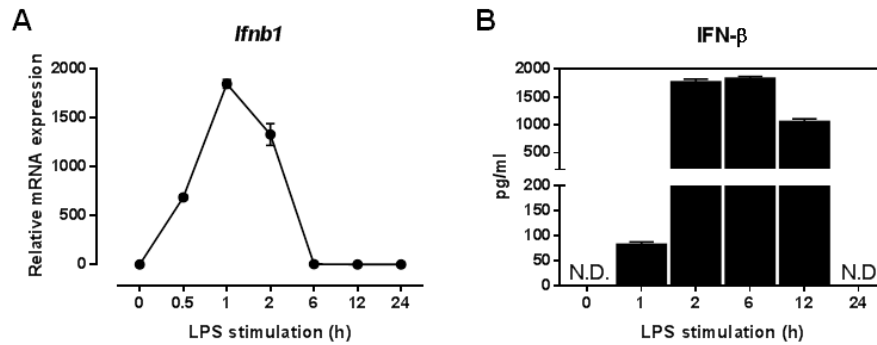 A
Ifnb1
Relative mRNA expression
2000
1500
1000
500
0
0 0.5 1 2 6 12 24
LPS stimulation (h)
B
IFN-β
pg/ml
2000
1500
1000
500
200
150
100
50
0
N.D. N.D
0 1 2 6 12 24
LPS stimulation (h)